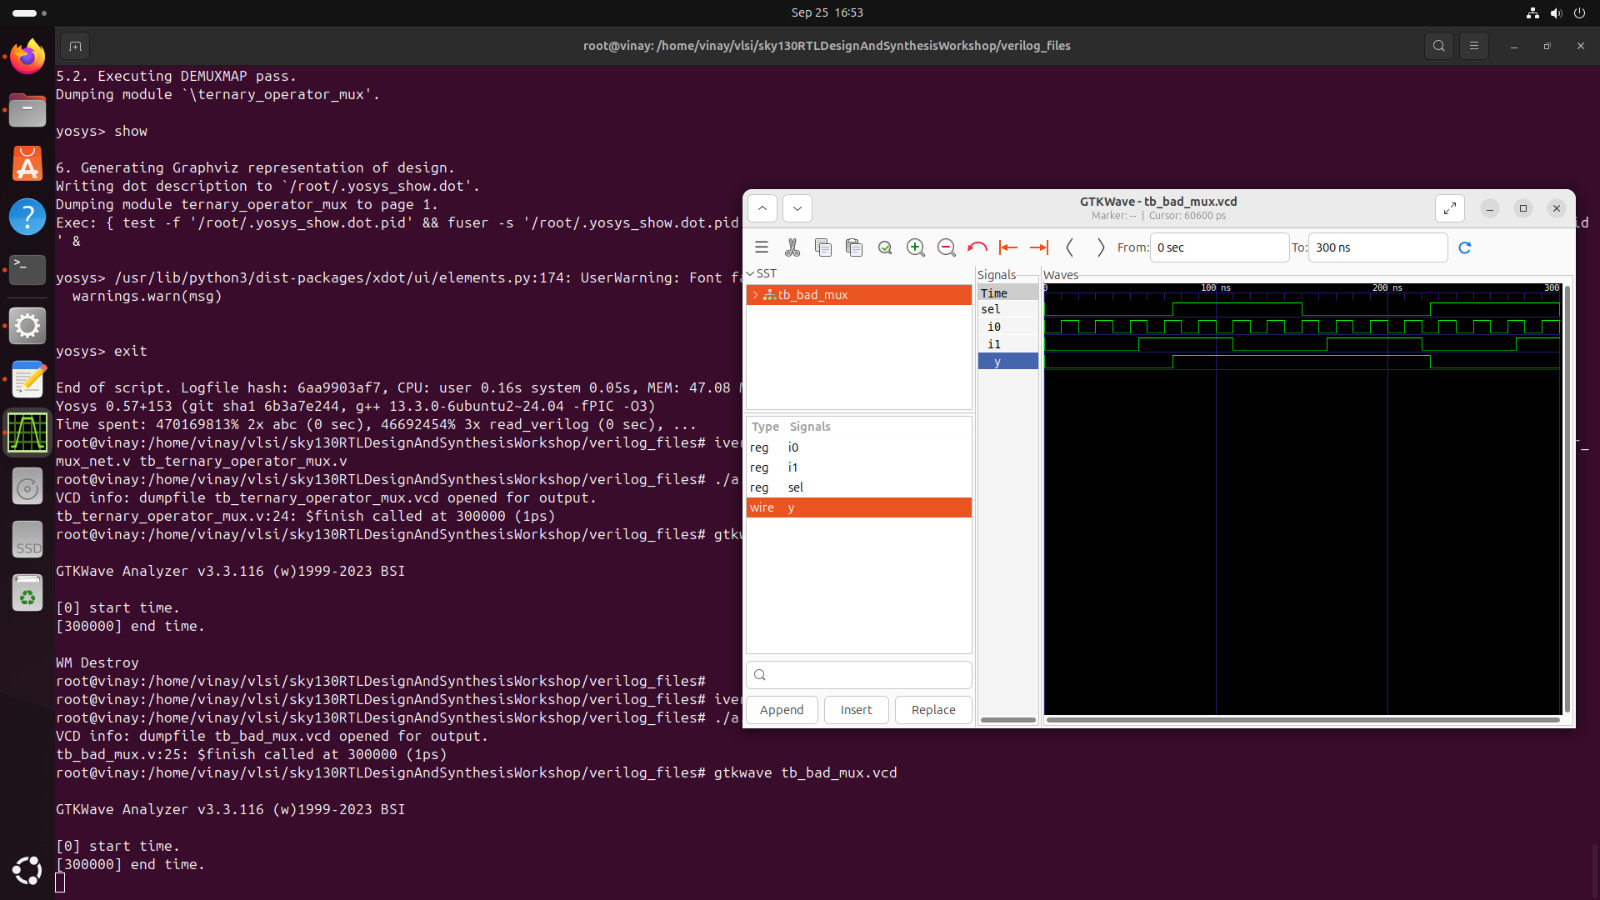 Sep 25 16:53
root@vinay: /home/vinay/vlsi/sky130RTLDesignAndSynthesisWorkshop/verilog_files
5.2. Executing DEMUXMAP pass.
Dumping module `\ternary_operator_mux'.
yosys> show
6. Generating Graphviz representation of design.
Writing dot description to `/root/.yosys_show.dot'.
Dumping module ternary_operator_mux to page 1.
Exec: { test -f '/root/.yosys_show.dot.pid' && fuser -s '/root/.yosys_show.dot.pid
id
' &
yosys> /usr/lib/python3/dist-packages/xdot/ui/elements.py:174: UserWarning: Font fa
warnings.warn(msg)
yosys> exit
End of script. Logfile hash: 6aa9903af7, CPU: user 0.16s system 0.05s, MEM: 47.08 M
Yosys 0.57+153 (git sha1 6b3a7e244, g++ 13.3.0-6ubuntu2~24.04 -fPIC -O3)
Time spent: 470169813% 2x abc (0 sec), 46692454% 3x read_verilog (0 sec), ...
root@vinay:/home/vinay/vlsi/sky130RTLDesignAndSynthesisWorkshop/verilog_files# iver
mux_net.v tb_ternary_operator_mux.v
root@vinay:/home/vinay/vlsi/sky130RTLDesignAndSynthesisWorkshop/verilog_files# ./a
VCD info: dumpfile tb_ternary_operator_mux.vcd opened for output.
tb_ternary_operator_mux.v:24: $finish called at 300000 (1ps)
root@vinay:/home/vinay/vlsi/sky130RTLDesignAndSynthesisWorkshop/verilog_files# gtkw
GTKWave Analyzer v3.3.116 (w)1999-2023 BSI
[0] start time.
[300000] end time.
WM Destroy
root@vinay:/home/vinay/vlsi/sky130RTLDesignAndSynthesisWorkshop/verilog_files#
root@vinay:/home/vinay/vlsi/sky130RTLDesignAndSynthesisWorkshop/verilog_files# iver
root@vinay:/home/vinay/vlsi/sky130RTLDesignAndSynthesisWorkshop/verilog_files# ./a
VCD info: dumpfile tb_bad_mux.vcd opened for output.
tb_bad_mux.v:25: $finish called at 300000 (1ps)
root@vinay:/home/vinay/vlsi/sky130RTLDesignAndSynthesisWorkshop/verilog_files# gtkwave tb_bad_mux.vcd
GTKWave Analyzer v3.3.116 (w)1999-2023 BSI
[0] start time.
[300000] end time.
SSD
GTKWave - tb_bad_mux.vcd
Marker: -- | Cursor: 60600 ps
From: 0 sec To: 300 ns
SST
tb_bad_mux
Type Signals
reg i0
reg i1
reg sel
wire y
Append Insert Replace
Signals
Time
sel
i0
i1
y
Waves
0 100 ns 200 ns 300